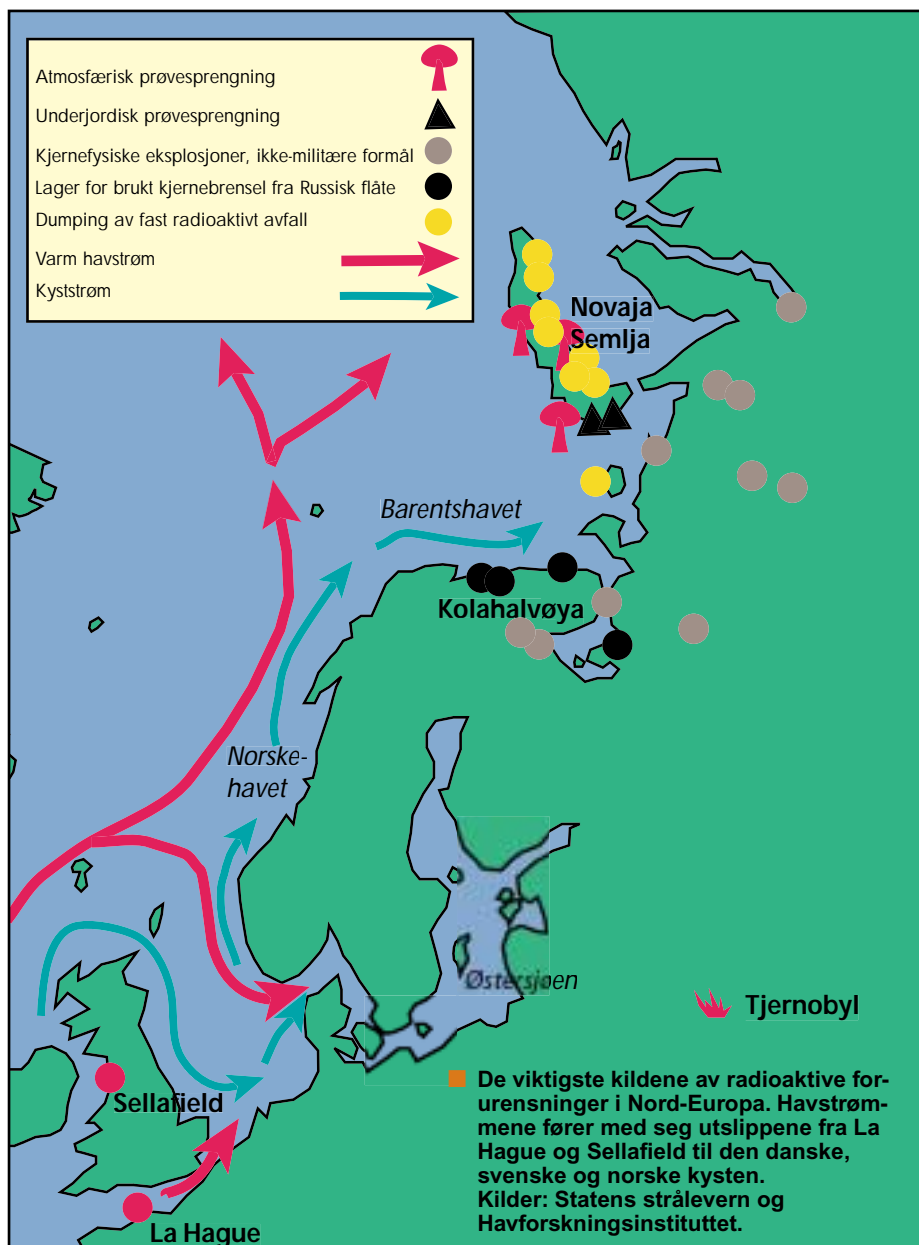 Atmosfærisk prøvesprengning
Underjordisk prøvesprengning
Kjernefysiske eksplosjoner, ikke-militære formål
Lager for brukt kjernebrensel fra Russisk flåte
Dumping av fast radioaktivt avfall
Varm havstrøm
Kyststrøm
Novaja
Semlja
Barentshavet
Kolahalvøya
Norske-
havet
Østersjøen
Tjernobyl
Sellafield
La Hague
De viktigste kildene av radioaktive for-
urensninger i Nord-Europa. Havstrøm-
mene fører med seg utslippene fra La
Hague og Sellafield til den danske,
svenske og norske kysten.
Kilder: Statens strålevern og
Havforskningsinstituttet.